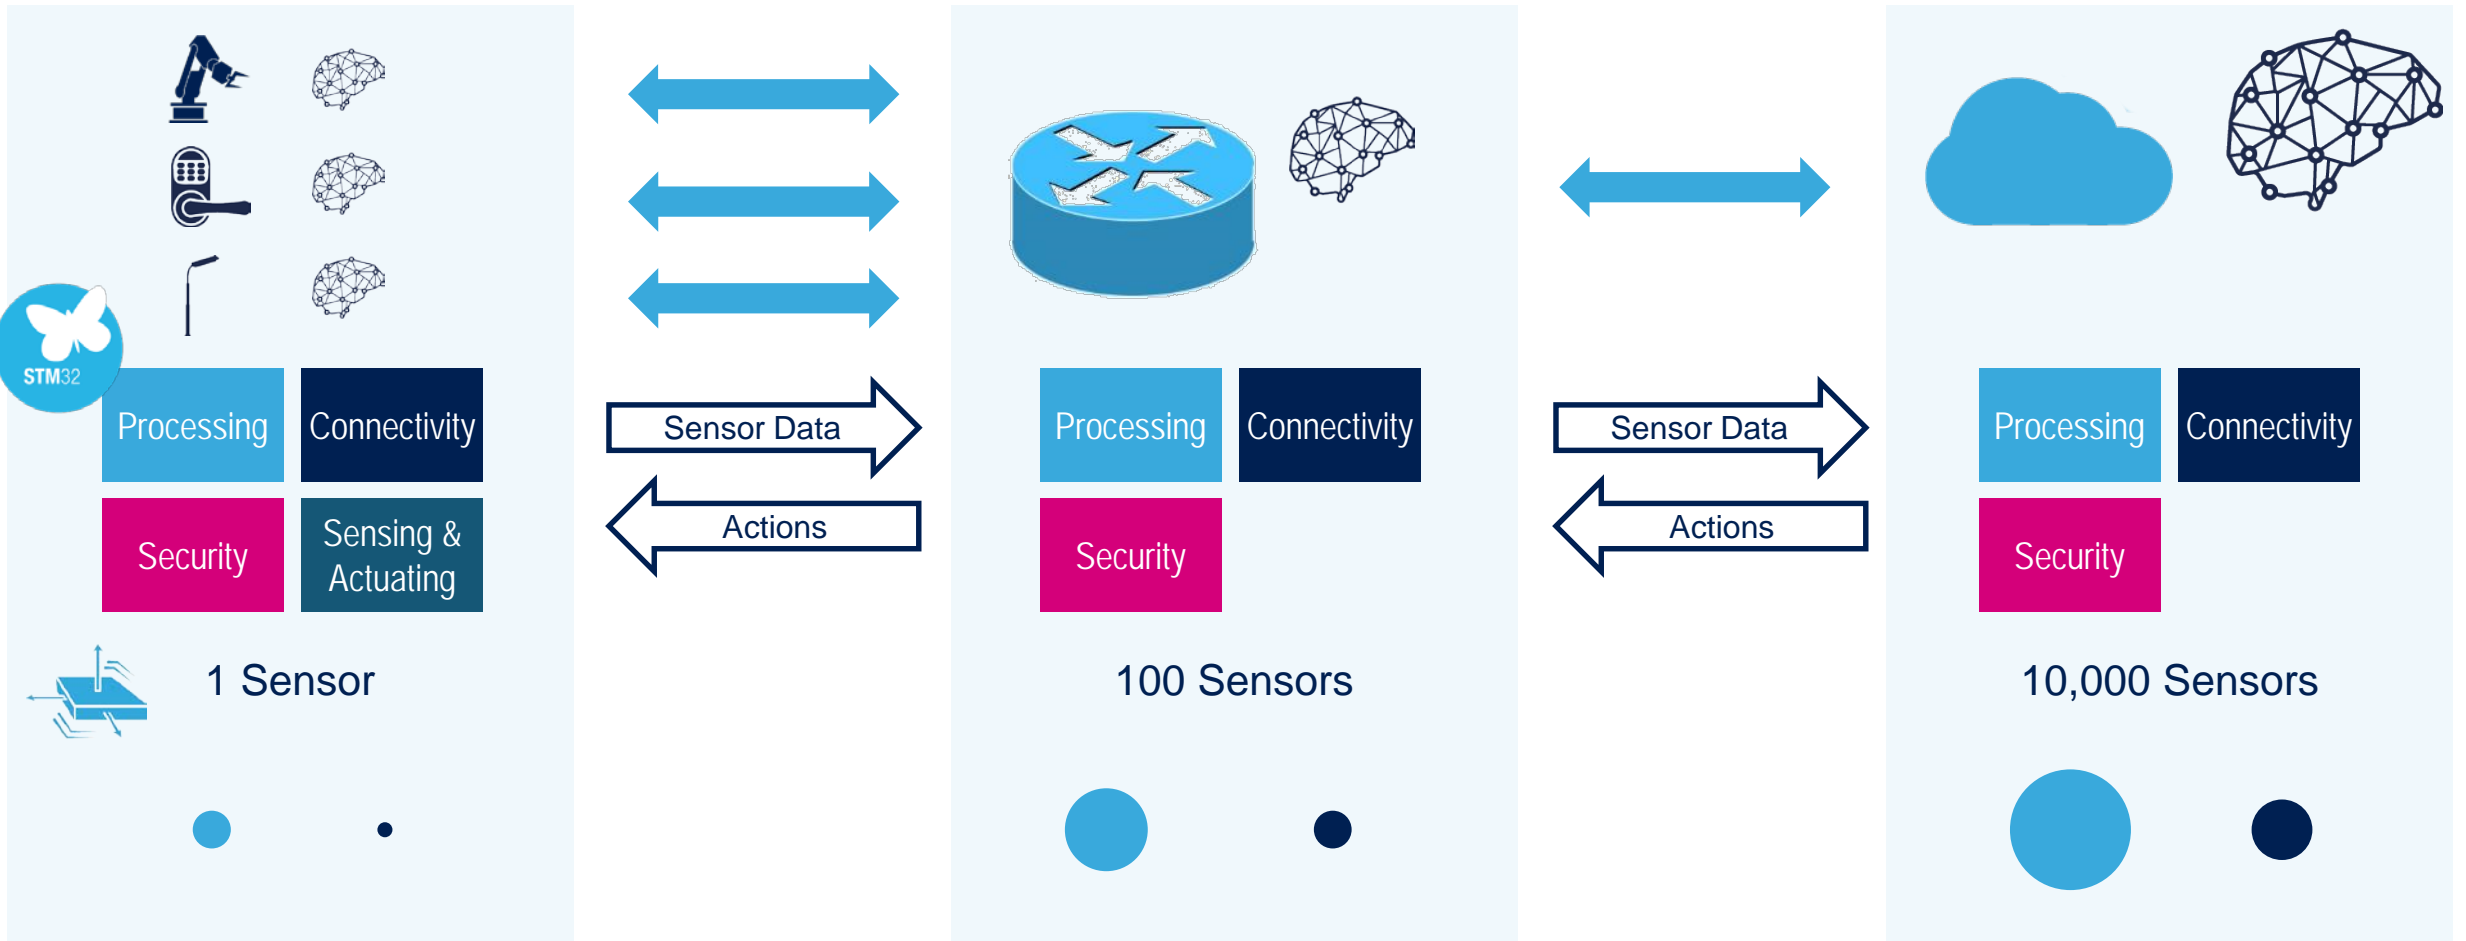 STM32
Processing
Connectivity
Security
Sensing &
Actuating
1 Sensor
Sensor Data
Actions
Processing
Connectivity
Security
100 Sensors
Sensor Data
Actions
Processing
Connectivity
Security
10,000 Sensors